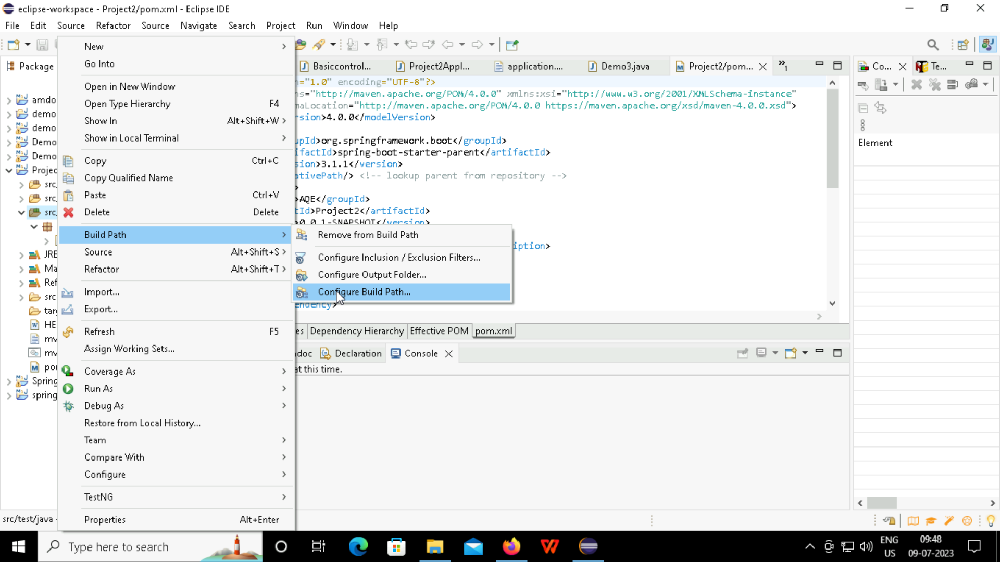 eclipse-workspace - Project2/pom.xml - Eclipse IDE
File Edit Source Refactor Source Navigate Search Project Run Window Help
Package
amdo
demo
demo
Demo
Demo
Projec
src
src
src
JRE
Ma
Ref
src
tar
HE
mv
mv
po
Spring
spring
New
Go Into
Open in New Window
Open Type Hierarchy F4
Show In Alt+Shift+W
Show in Local Terminal
Copy Ctrl+C
Copy Qualified Name
Paste Ctrl+V
Delete Delete
Build Path
Source Alt+Shift+S
Refactor Alt+Shift+T
Import...
Export...
Refresh F5
Assign Working Sets...
Coverage As
Run As
Debug As
Restore from Local History...
Team
Compare With
Configure
TestNG
Properties Alt+Enter
Remove from Build Path
Configure Inclusion / Exclusion Filters...
Configure Output Folder...
Configure Build Path...
Basiccontrol... Project2Appl... application.... Demo3.java Project2/pom... »1
="1.0" encoding="UTF-8"?>
s="http://maven.apache.org/POM/4.0.0" xmlns:xsi="http://www.w3.org/2001/XMLSchema-instance"
maLocation="http://maven.apache.org/POM/4.0.0 https://maven.apache.org/xsd/maven-4.0.0.xsd">
sion>4.0.0</modelVersion>
upId>org.springframework.boot</groupId>
ifactId>spring-boot-starter-parent</artifactId>
sion>3.1.1</version>
ativePath/> <!-- lookup parent from repository -->
>
>AQE</groupId>
tId>Project2</artifactId>
>0.0.1-SNAPSHOT</version>
iption>
endency>
es Dependency Hierarchy Effective POM pom.xml
doc Declaration Console
at this time.
Co... Te...
Element
src/test/java -
Type here to search
ENG
US
09:48
09-07-2023